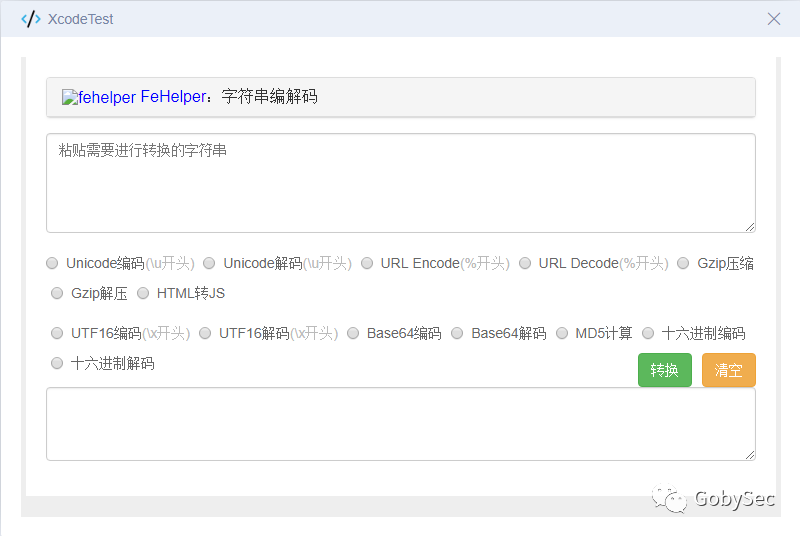 XcodeTest
fehelper FeHelper：字符串编解码
粘贴需要进行转换的字符串
Unicode编码(\u开头) Unicode解码(\u开头) URL Encode(%开头) URL Decode(%开头) Gzip压缩
Gzip解压 HTML转JS
UTF16编码(\x开头) UTF16解码(\x开头) Base64编码 Base64解码 MD5计算 十六进制编码
十六进制解码 转换 清空
GobySec